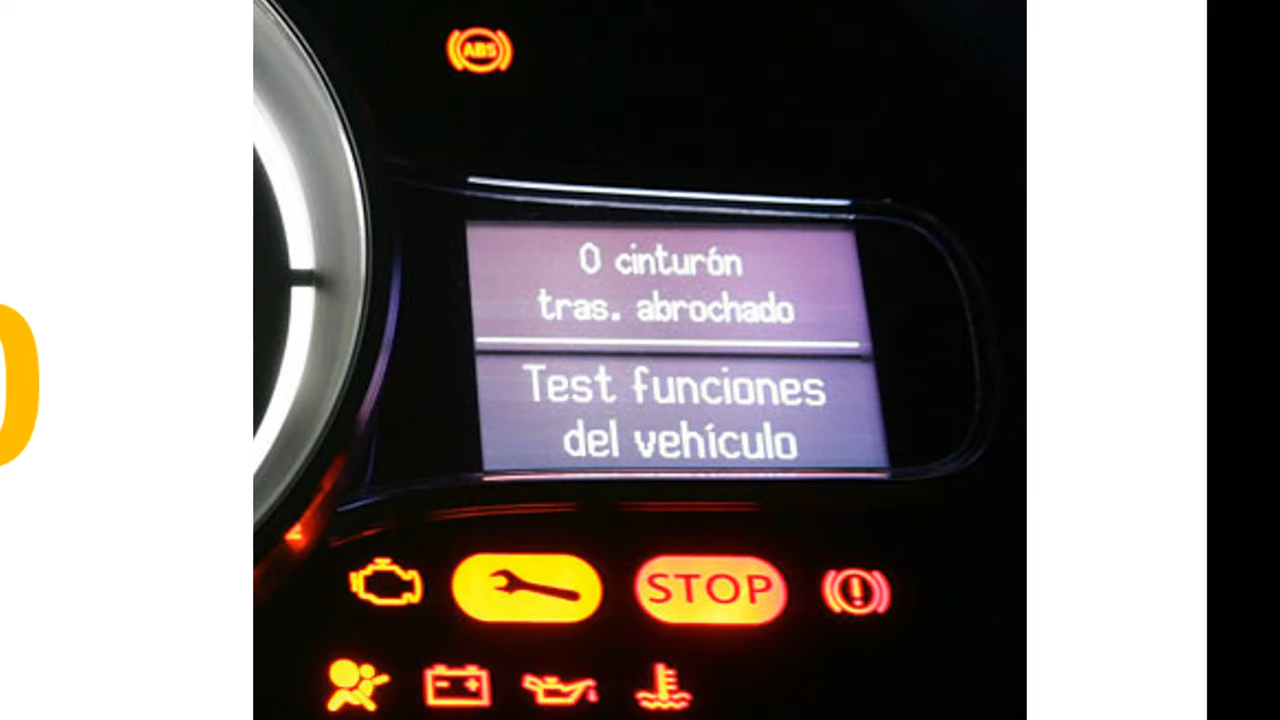 ABS
0 cinturón
tras. abrochado
Test funciones
del vehículo
STOP